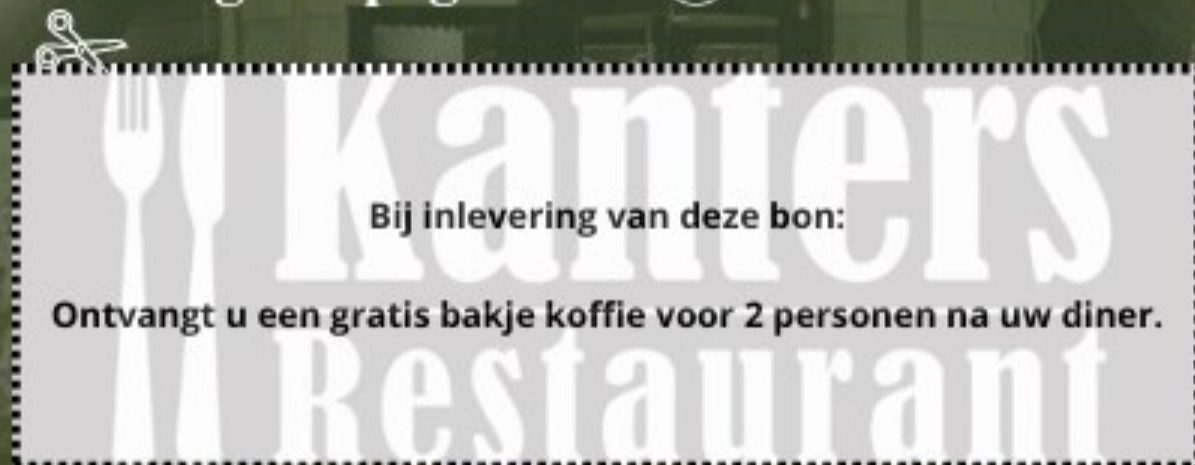 Kanters
Bij inlevering van deze bon:
Ontvangt u een gratis bakje koffie voor 2 personen na uw diner.
Restaurant